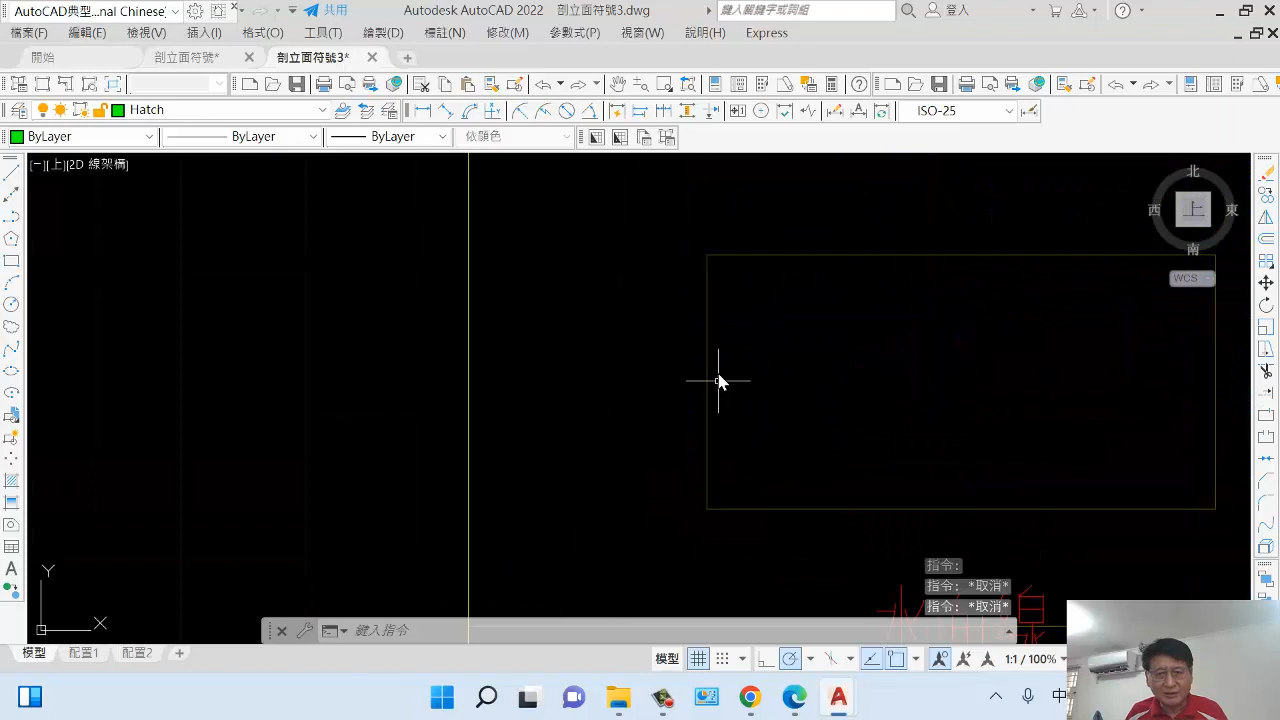 AutoCAD典型...nal Chinese
共用
Autodesk AutoCAD 2022 剖立面符號3.dwg
鍵入關鍵字或詞組
登入
檔案(F) 編輯(E) 檢視(V) 插入(I) 格式(O) 工具(T) 繪製(D) 標註(N) 修改(M) 參數式(P) 視窗(W) 說明(H) Express
開始 剖立面符號* 剖立面符號3*
Hatch
ISO-25
ByLayer ByLayer ByLayer 依顏色
[−][上][2D 線架構]
北
西 上 東
南
WCS
Y
X
指令:
指令: *取消*
指令: *取消*
鍵入指令
模型 配置1 配置2
模型
1:1 / 100%
中